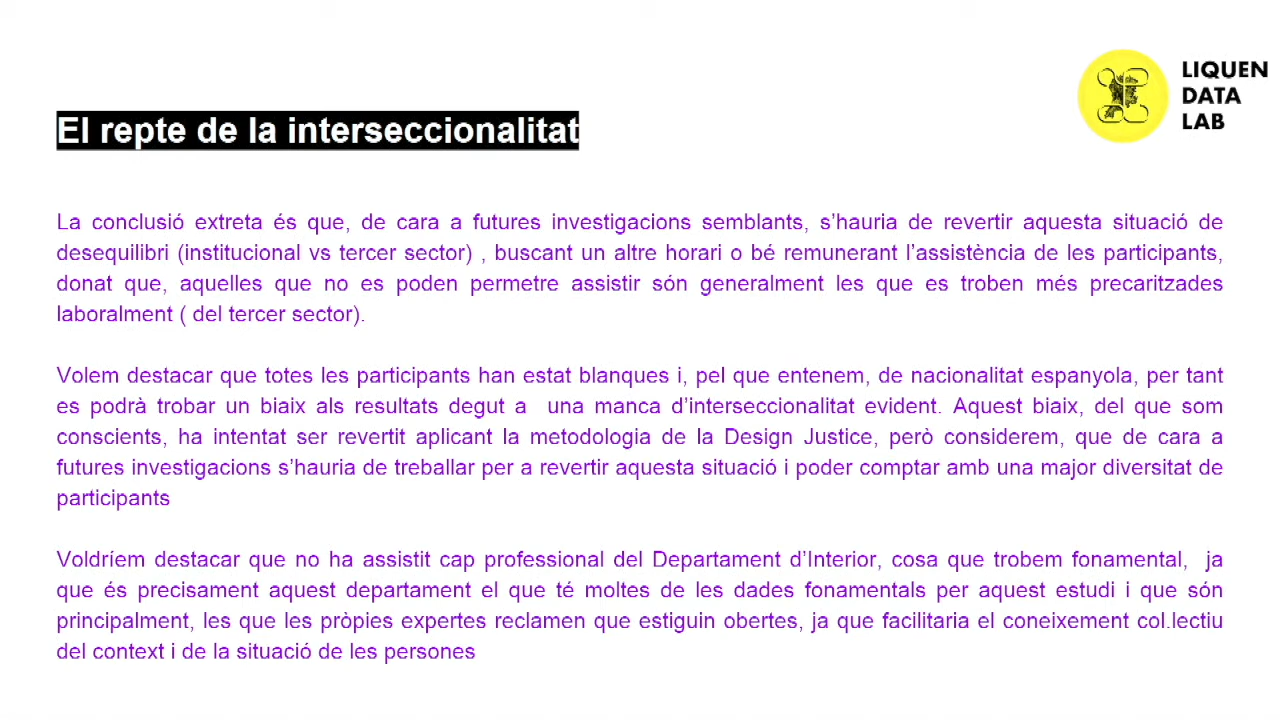 LIQUEN
DATA
LAB
El repte de la interseccionalitat
La conclusió extreta és que, de cara a futures investigacions semblants, s’hauria de revertir aquesta situació de
desequilibri (institucional vs tercer sector) , buscant un altre horari o bé remunerant l’assistència de les participants,
donat que, aquelles que no es poden permetre assistir són generalment les que es troben més precaritzades
laboralment ( del tercer sector).
Volem destacar que totes les participants han estat blanques i, pel que entenem, de nacionalitat espanyola, per tant
es podrà trobar un biaix als resultats degut a  una manca d’interseccionalitat evident. Aquest biaix, del que som
conscients, ha intentat ser revertit aplicant la metodologia de la Design Justice, però considerem, que de cara a
futures investigacions s’hauria de treballar per a revertir aquesta situació i poder comptar amb una major diversitat de
participants
Voldríem destacar que no ha assistit cap professional del Departament d’Interior, cosa que trobem fonamental,  ja
que és precisament aquest departament el que té moltes de les dades fonamentals per aquest estudi i que són
principalment, les que les pròpies expertes reclamen que estiguin obertes, ja que facilitaria el coneixement col.lectiu
del context i de la situació de les persones